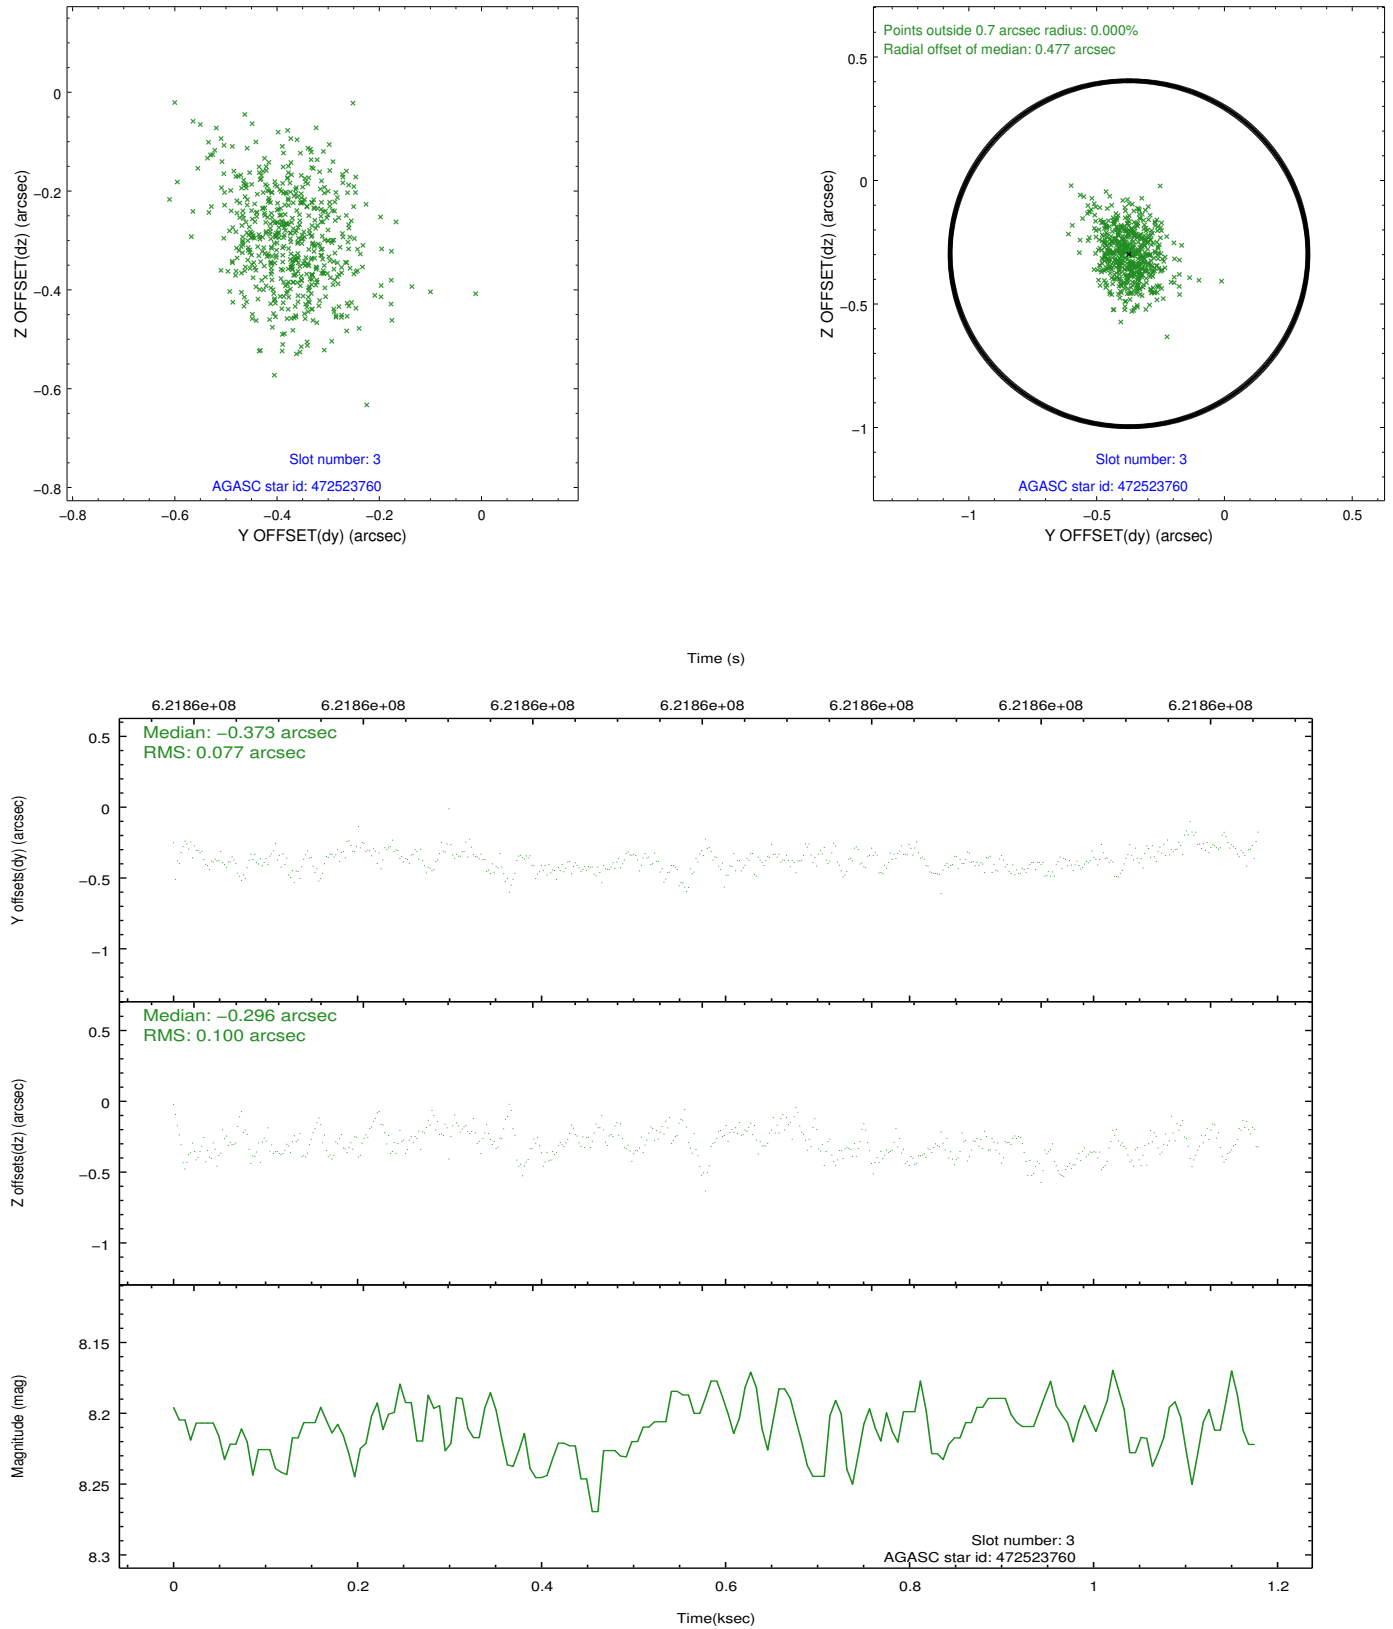 0
−0.2
−0.4
−0.6
−0.8
Z OFFSET(dz) (arcsec)
Slot number: 3
AGASC star id: 472523760
−0.8
−0.6
−0.4
−0.2
0
Y OFFSET(dy) (arcsec)
Points outside 0.7 arcsec radius: 0.000%
Radial offset of median: 0.477 arcsec
0.5
0
−0.5
−1
Z OFFSET(dz) (arcsec)
Slot number: 3
AGASC star id: 472523760
−1
−0.5
0
0.5
Y OFFSET(dy) (arcsec)
Time (s)
6.2186e+08
6.2186e+08
6.2186e+08
6.2186e+08
6.2186e+08
6.2186e+08
6.2186e+08
Median: −0.373 arcsec
RMS: 0.077 arcsec
0.5
0
−0.5
−1
Y offsets(dy) (arcsec)
Median: −0.296 arcsec
RMS: 0.100 arcsec
0.5
0
−0.5
−1
Z offsets(dz) (arcsec)
8.15
8.2
8.25
8.3
Magnitude (mag)
Slot number: 3
AGASC star id: 472523760
0
0.2
0.4
0.6
0.8
1
1.2
Time(ksec)